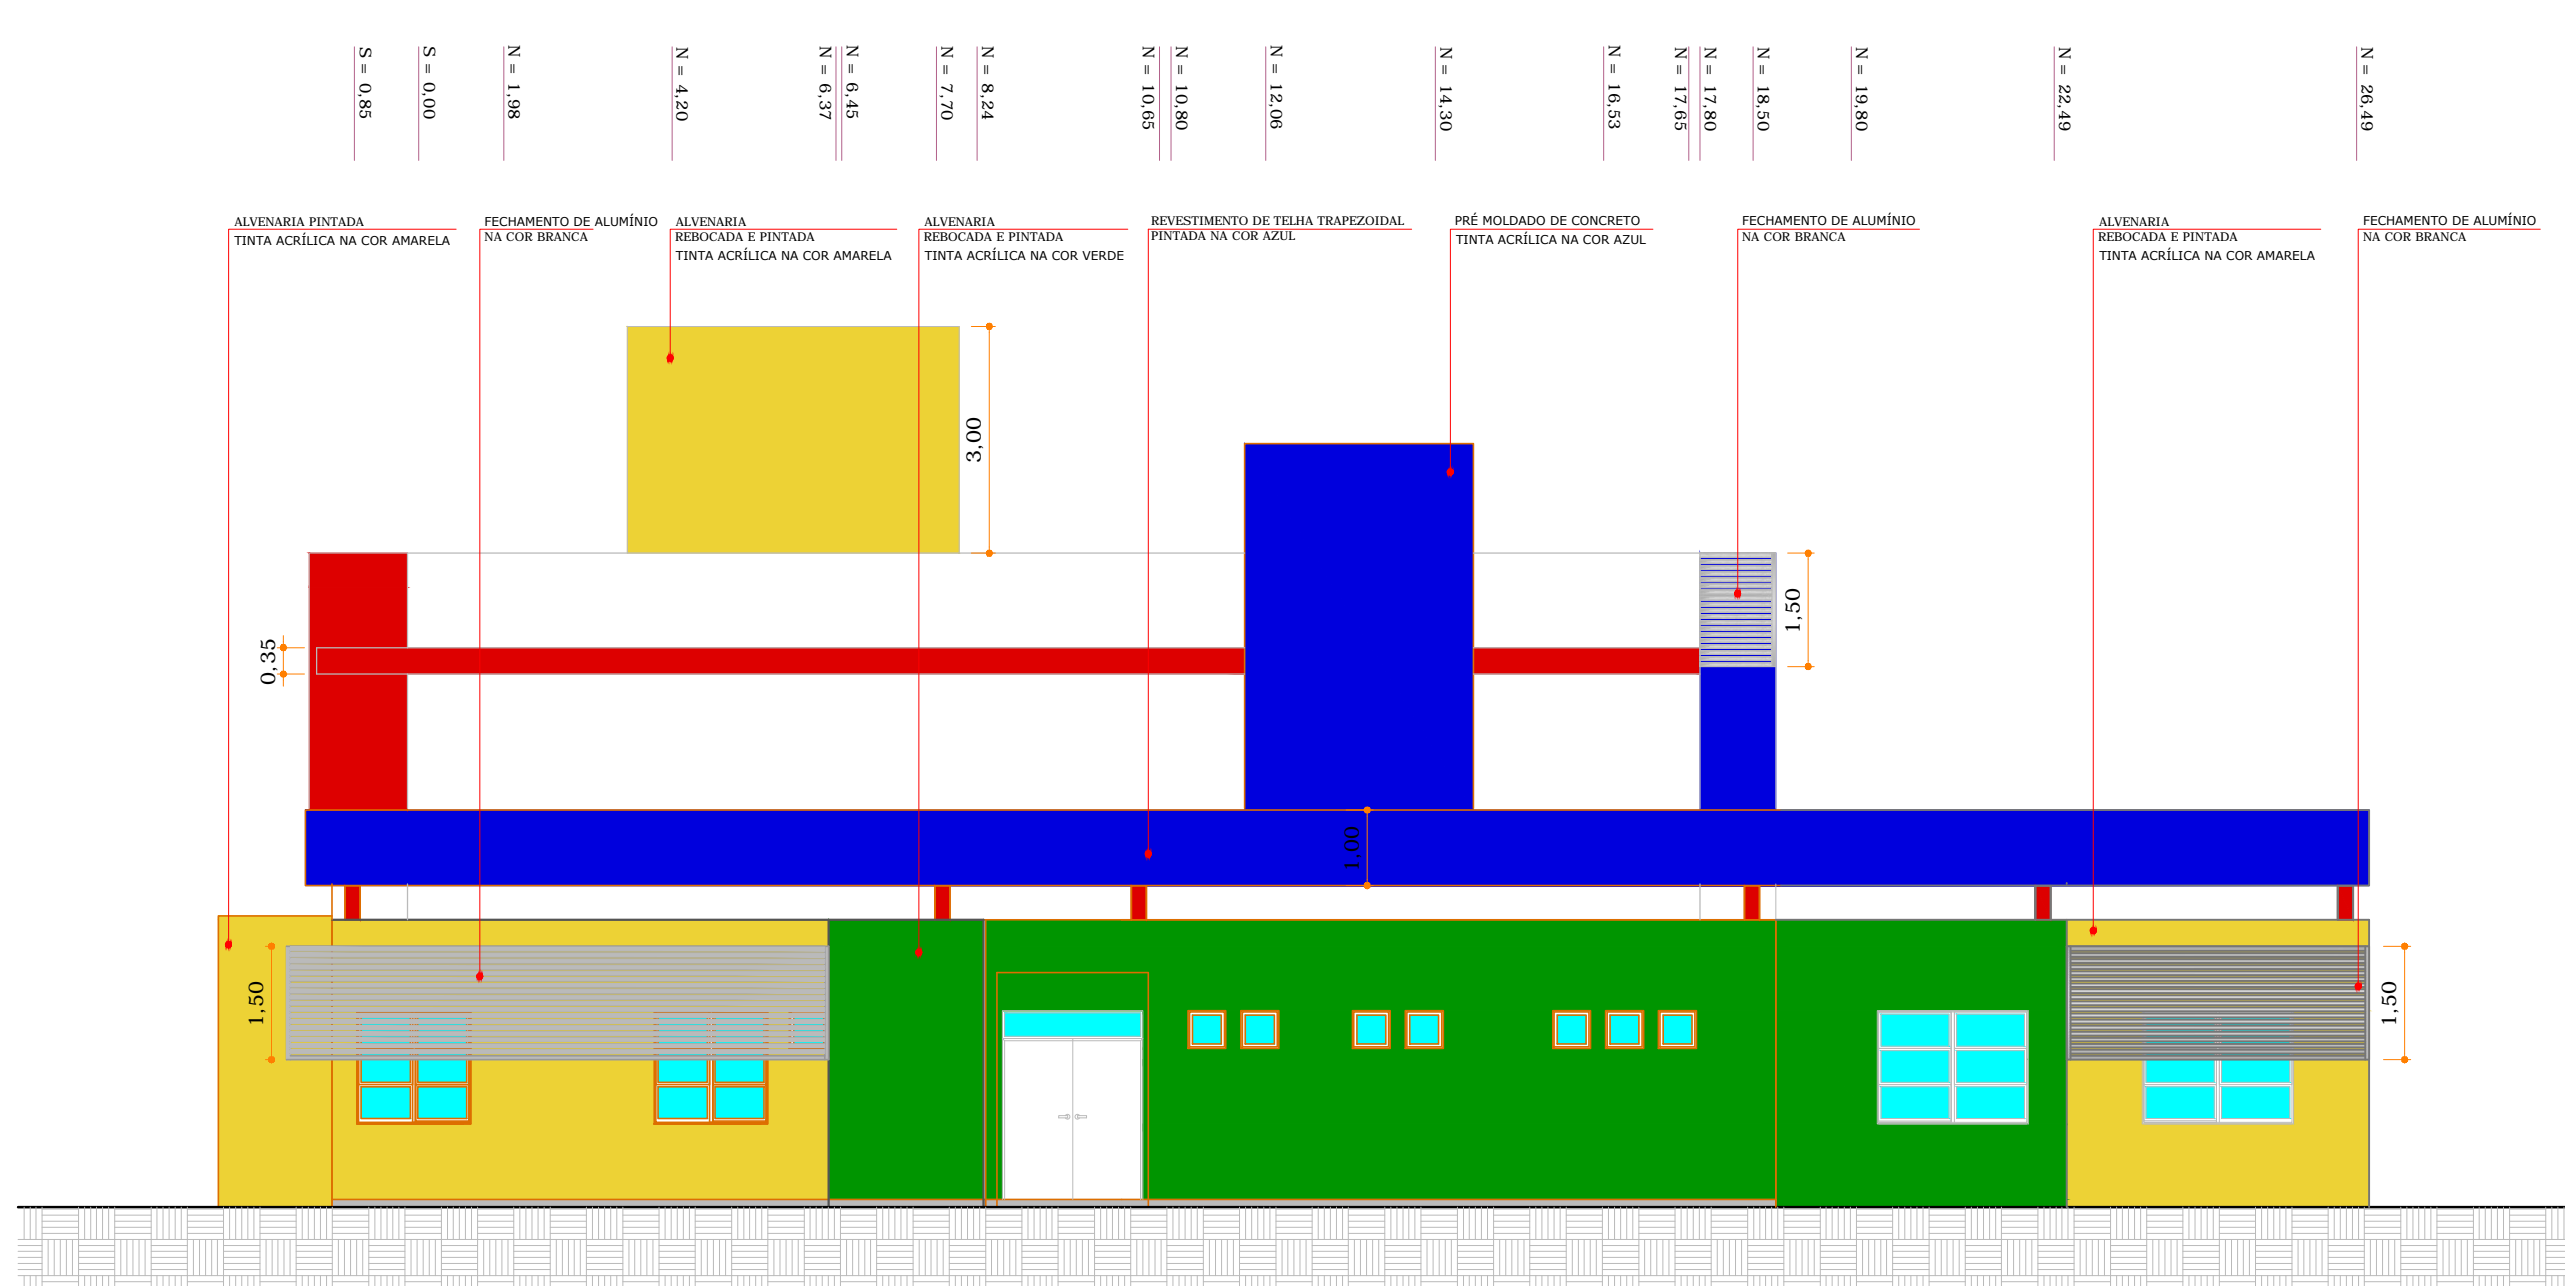 S = 0,85
S = 0,00
N = 1,98
N = 4,20
N = 6,37
N = 6,45
N = 7,70
N = 8,24
N = 10,65
N = 10,80
N = 12,06
N = 14,30
N = 16,53
N = 17,65
N = 17,80
N = 18,50
N = 19,80
N = 22,49
N = 26,49
ALVENARIA PINTADA
TINTA ACRÍLICA NA COR AMARELA
FECHAMENTO DE ALUMÍNIO
NA COR BRANCA
ALVENARIA
REBOCADA E PINTADA
TINTA ACRÍLICA NA COR AMARELA
ALVENARIA
REBOCADA E PINTADA
TINTA ACRÍLICA NA COR VERDE
REVESTIMENTO DE TELHA TRAPEZOIDAL
PINTADA NA COR AZUL
PRÉ MOLDADO DE CONCRETO
TINTA ACRÍLICA NA COR AZUL
FECHAMENTO DE ALUMÍNIO
NA COR BRANCA
ALVENARIA
REBOCADA E PINTADA
TINTA ACRÍLICA NA COR AMARELA
FECHAMENTO DE ALUMÍNIO
NA COR BRANCA
3,00
1,50
0,35
1,00
1,50
1,50